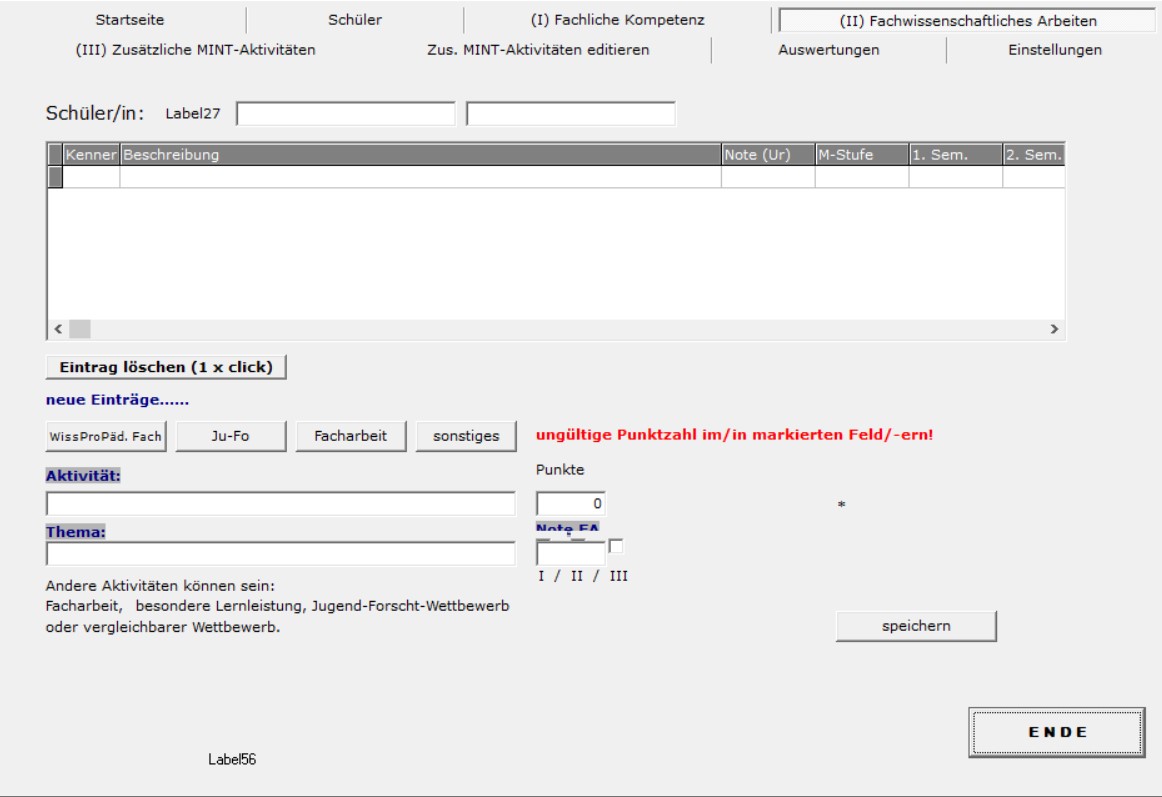 Startseite Schüler (I) Fachliche Kompetenz (II) Fachwissenschaftliches Arbeiten
(III) Zusätzliche MINT-Aktivitäten Zus. MINT-Aktivitäten editieren Auswertungen Einstellungen
Schüler/in: Label27
Kenner Beschreibung Note (Ur) M-Stufe 1. Sem. 2. Sem.
Eintrag löschen (1 x click)
neue Einträge......
WissProPäd. Fach Ju-Fo Facharbeit sonstiges ungültige Punktzahl im/in markierten Feld/-ern!
Aktivität: Punkte
0 *
Thema: Note FA
I / II / III
Andere Aktivitäten können sein:
Facharbeit, besondere Lernleistung, Jugend-Forscht-Wettbewerb
oder vergleichbarer Wettbewerb.
speichern
E N D E
Label56